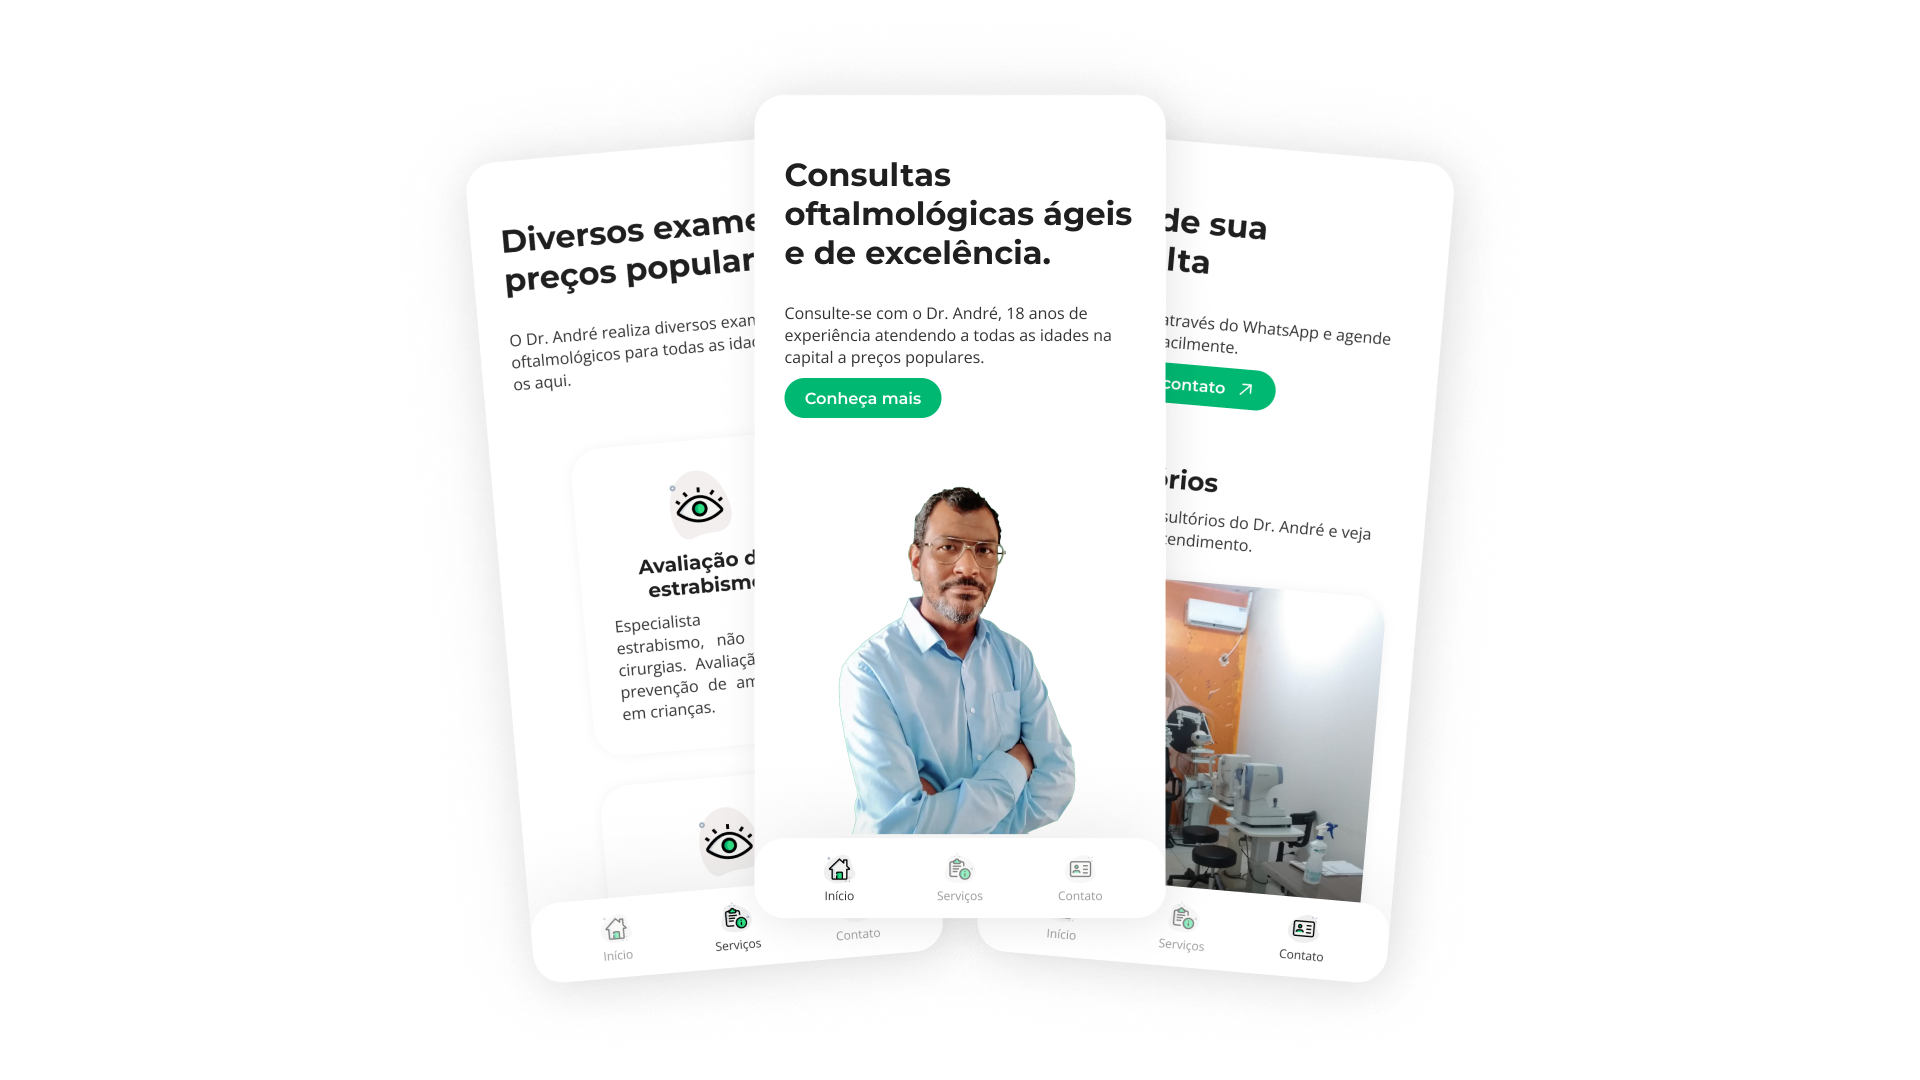 Diversos exame
preços popular
O Dr. André realiza diversos exam
oftalmológicos para todas as idad
os aqui.
Avaliação d
estrabismo
Especialista
estrabismo, não
cirurgias. Avaliaçã
prevenção de am
em crianças.
Início
Serviços
Contato
Consultas
oftalmológicas ágeis
e de excelência.
Consulte-se com o Dr. André, 18 anos de
experiência atendendo a todas as idades na
capital a preços populares.
Conheça mais
Início
Serviços
Contato
de sua
lta
através do WhatsApp e agende
acilmente.
contato
órios
sultórios do Dr. André e veja
tendimento.
Início
Serviços
Contato